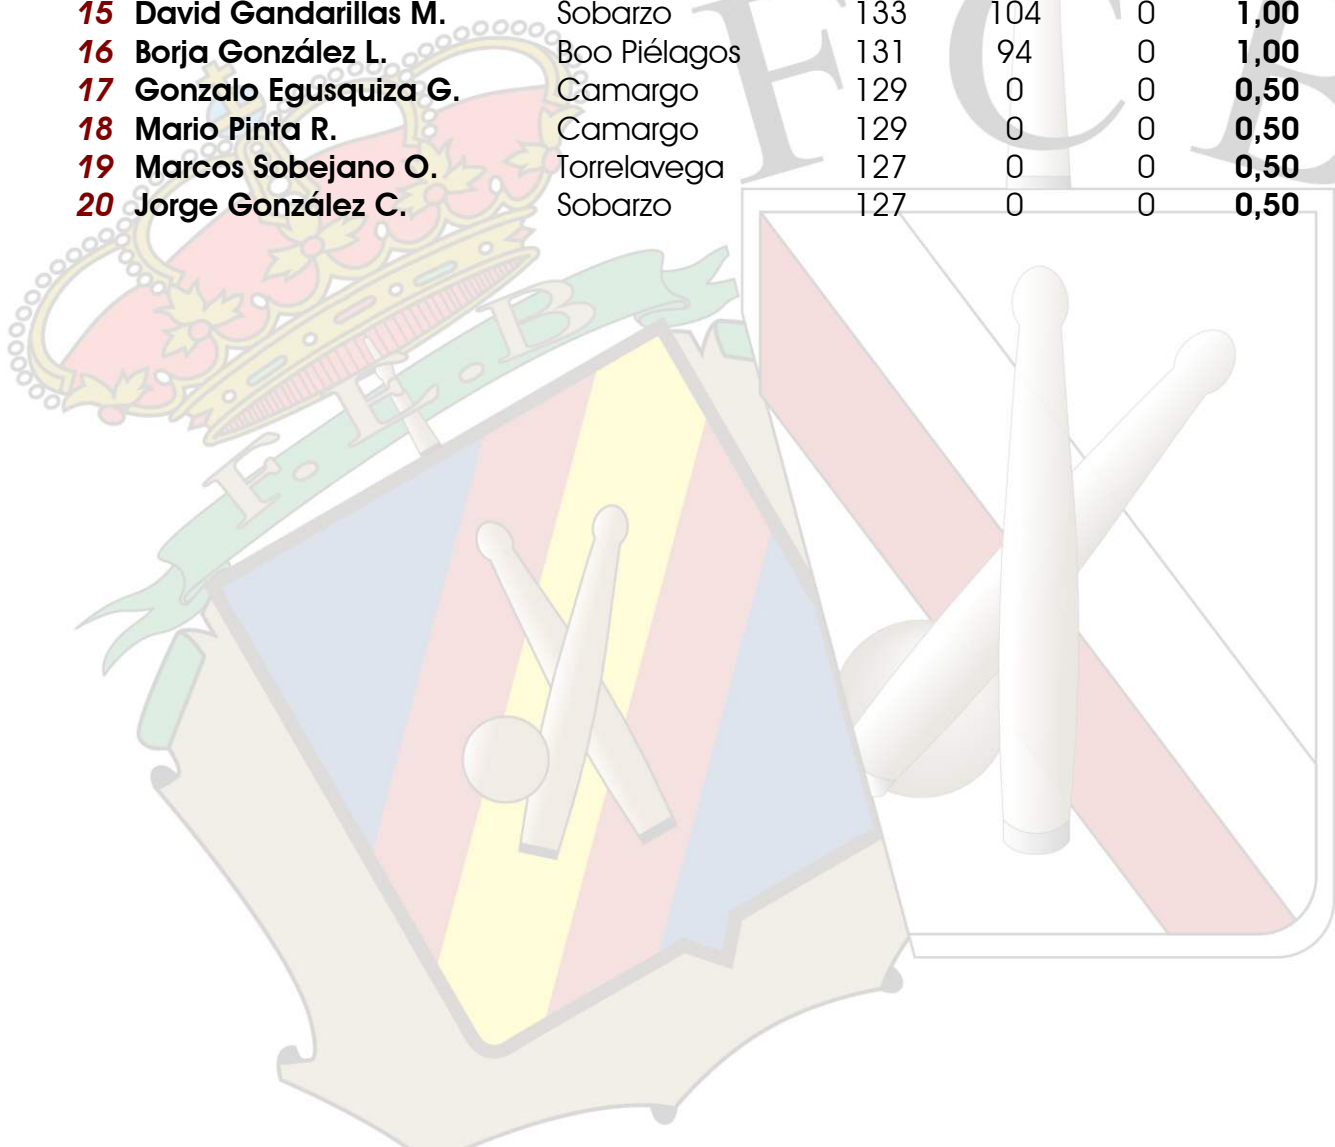 15 David Gandarillas M. Sobarzo 133 104 0 1,00
16 Borja González L. Boo Piélagos 131 94 0 1,00
17 Gonzalo Egusquiza G. Camargo 129 0 0 0,50
18 Mario Pinta R. Camargo 129 0 0 0,50
19 Marcos Sobejano O. Torrelavega 127 0 0 0,50
20 Jorge González C. Sobarzo 127 0 0 0,50
F C B
F. E. B